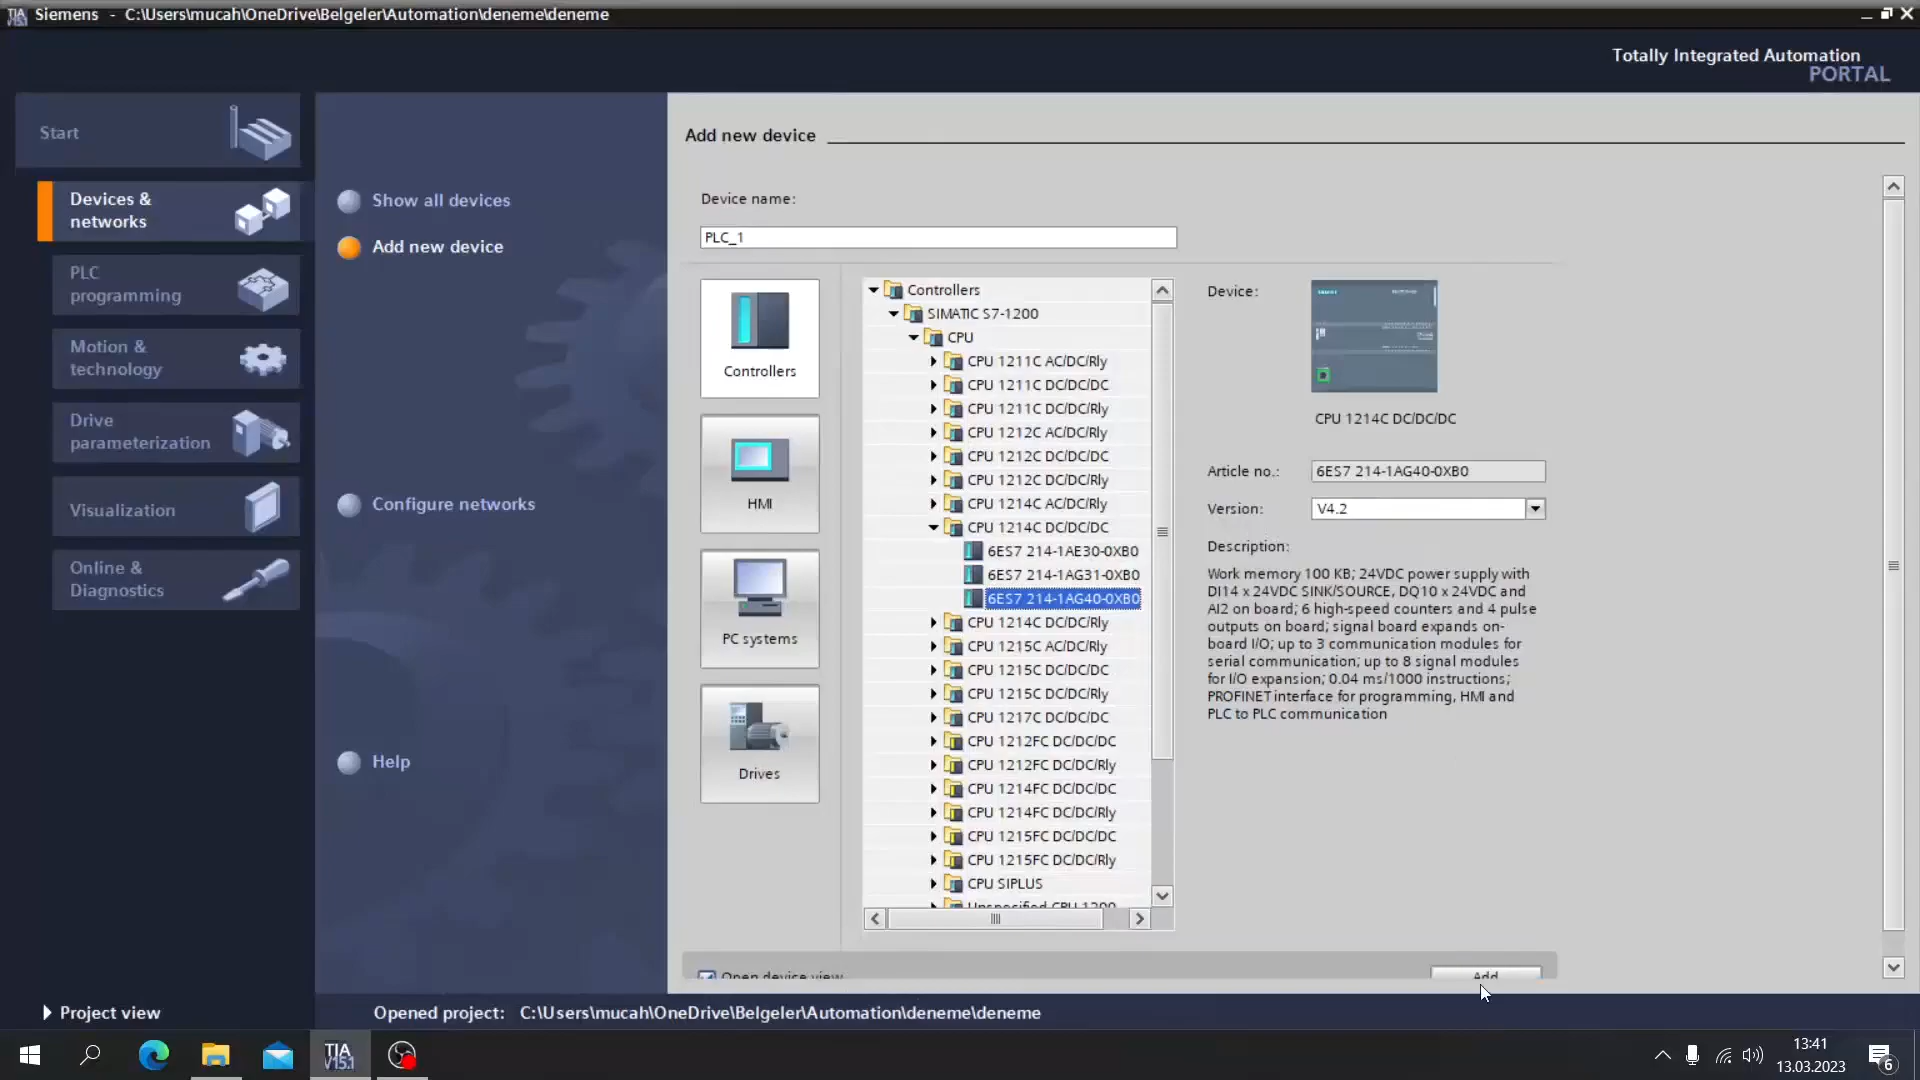 Siemens - C:\Users\mucah\OneDrive\Belgeler\Automation\deneme\deneme
Totally Integrated Automation
PORTAL
Start
Devices &
networks
PLC
programming
Motion &
technology
Drive
parameterization
Visualization
Online &
Diagnostics
Show all devices
Add new device
Configure networks
Help
Add new device
Device name:
PLC_1
Controllers
HMI
PC systems
Drives
Controllers
SIMATIC S7-1200
CPU
CPU 1211C AC/DC/Rly
CPU 1211C DC/DC/DC
CPU 1211C DC/DC/Rly
CPU 1212C AC/DC/Rly
CPU 1212C DC/DC/DC
CPU 1212C DC/DC/Rly
CPU 1214C AC/DC/Rly
CPU 1214C DC/DC/DC
6ES7 214-1AE30-0XB0
6ES7 214-1AG31-0XB0
6ES7 214-1AG40-0XB0
CPU 1214C DC/DC/Rly
CPU 1215C AC/DC/Rly
CPU 1215C DC/DC/DC
CPU 1215C DC/DC/Rly
CPU 1217C DC/DC/DC
CPU 1212FC DC/DC/DC
CPU 1212FC DC/DC/Rly
CPU 1214FC DC/DC/DC
CPU 1214FC DC/DC/Rly
CPU 1215FC DC/DC/DC
CPU 1215FC DC/DC/Rly
CPU SIPLUS
Unspecified CPU 1200
Device:
CPU 1214C DC/DC/DC
Article no.: 6ES7 214-1AG40-0XB0
Version: V4.2
Description:
Work memory 100 KB; 24VDC power supply with
DI14 x 24VDC SINK/SOURCE, DQ10 x 24VDC and
AI2 on board; 6 high-speed counters and 4 pulse
outputs on board; signal board expands on-
board I/O; up to 3 communication modules for
serial communication; up to 8 signal modules
for I/O expansion; 0.04 ms/1000 instructions;
PROFINET interface for programming, HMI and
PLC to PLC communication
Open device view
Add
Project view
Opened project: C:\Users\mucah\OneDrive\Belgeler\Automation\deneme\deneme
TIA
V15.1
13:41
13.03.2023
6